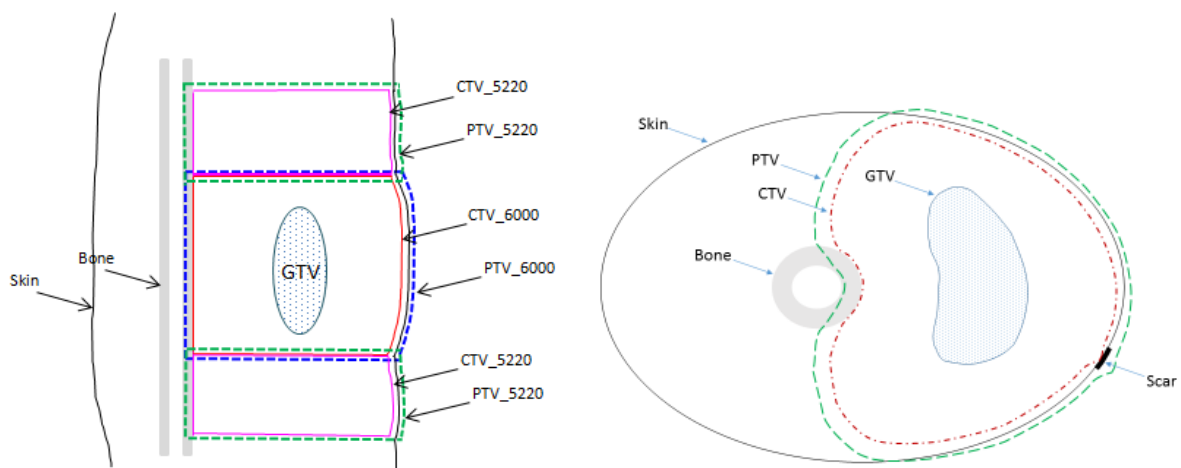 CTV_5220
PTV_5220
Bone
Skin
GTV
CTV_6000
PTV_6000
CTV_5220
PTV_5220
Skin
PTV
CTV
GTV
Bone
Scar